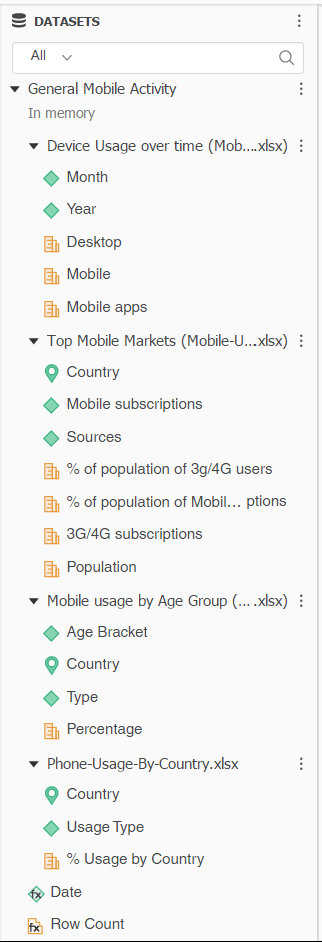 DATASETS
All
General Mobile Activity
In memory
Device Usage over time (Mob....xlsx)
Month
Year
Desktop
Mobile
Mobile apps
Top Mobile Markets (Mobile-U...xlsx)
Country
Mobile subscriptions
Sources
% of population of 3g/4G users
% of population of Mobil... ptions
3G/4G subscriptions
Population
Mobile usage by Age Group (... .xlsx)
Age Bracket
Country
Type
Percentage
Phone-Usage-By-Country.xlsx
Country
Usage Type
% Usage by Country
fx Date
fx Row Count